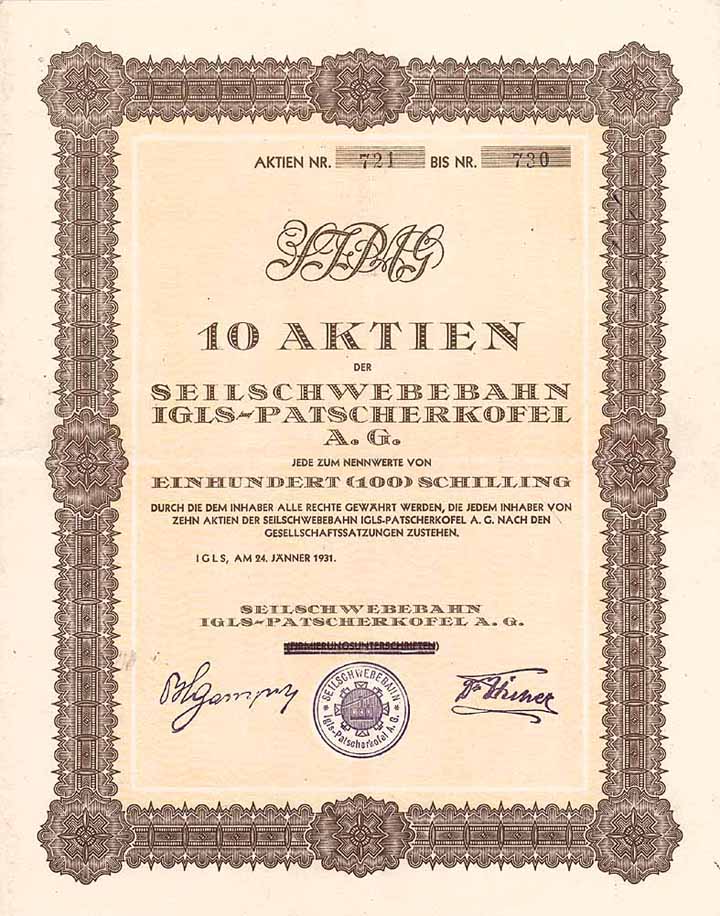 AKTIEN NR. 721 BIS NR. 730
10 AKTIEN
DER
SEILSCHWEBEBAHN
IGLS-PATSCHERKOFEL
A. G.
JEDE ZUM NENNWERTE VON
EINHUNDERT (100) SCHILLING
DURCH DIE DEM INHABER ALLE RECHTE GEWÄHRT WERDEN, DIE JEDEM INHABER VON
ZEHN AKTIEN DER SEILSCHWEBEBAHN IGLS-PATSCHERKOFEL A. G. NACH DEN
GESELLSCHAFTSSATZUNGEN ZUSTEHEN.
IGLS, AM 24. JÄNNER 1931.
SEILSCHWEBEBAHN
IGLS-PATSCHERKOFEL A. G.
(FIRMIERUNGSUNTERSCHRIFTEN)
* SEILSCHWEBEBAHN *
Igls-Patscherkofel A. G.